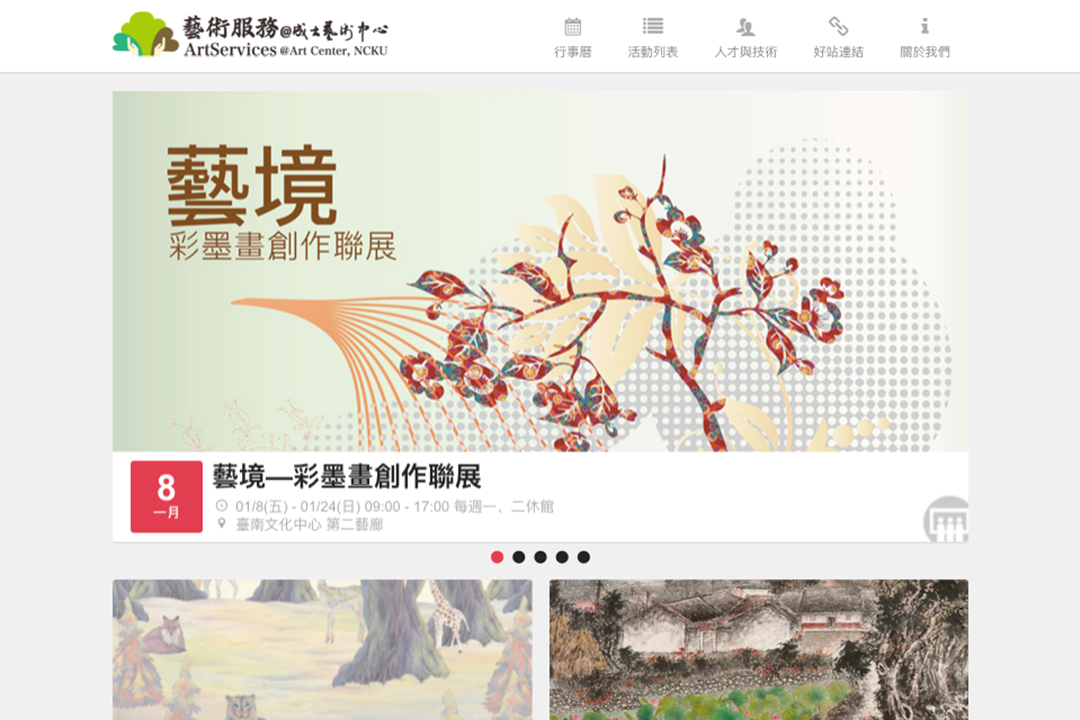 藝術服務@成大藝術中心
ArtServices @Art Center, NCKU
行事曆
活動列表
人才與技術
好站連結
關於我們
藝境
彩墨畫創作聯展
8
一月
藝境—彩墨畫創作聯展
01/8(五) - 01/24(日) 09:00 - 17:00 每週一、二休館
臺南文化中心 第二藝廊